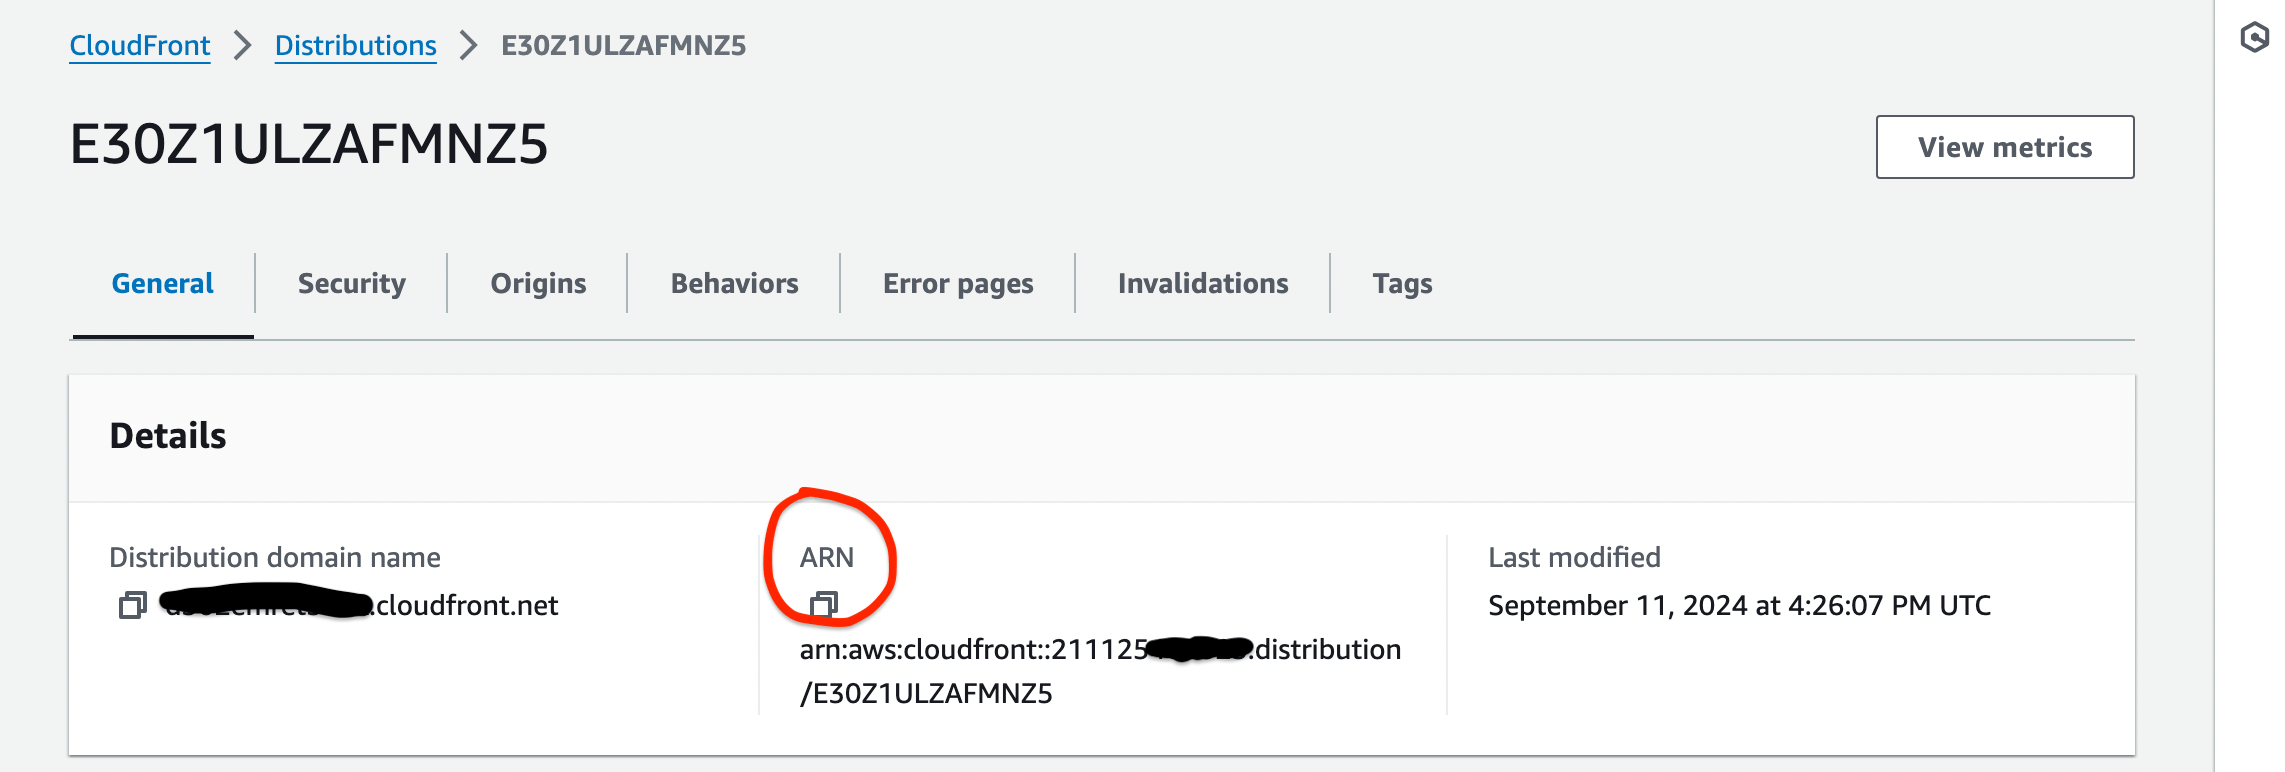 CloudFront > Distributions > E30Z1ULZAFMNZ5
E30Z1ULZAFMNZ5
View metrics
General
Security
Origins
Behaviors
Error pages
Invalidations
Tags
Details
Distribution domain name
.cloudfront.net
ARN
arn:aws:cloudfront::211125 :distribution
/E30Z1ULZAFMNZ5
Last modified
September 11, 2024 at 4:26:07 PM UTC